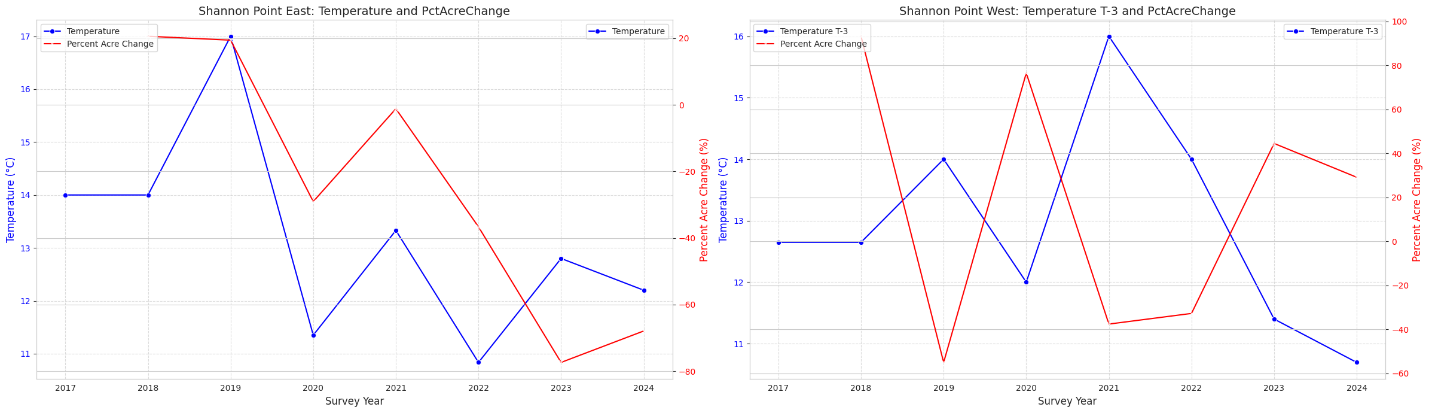 Shannon Point East: Temperature and PctAcreChange
Temperature
Percent Acre Change
Temperature
17
16
15
14
13
12
11
20
0
−20
−40
−60
−80
Temperature (°C)
Percent Acre Change (%)
2017 2018 2019 2020 2021 2022 2023 2024
Survey Year
Shannon Point West: Temperature T-3 and PctAcreChange
Temperature T-3
Percent Acre Change
Temperature T-3
16
15
14
13
12
11
100
80
60
40
20
0
−20
−40
−60
Temperature (°C)
Percent Acre Change (%)
2017 2018 2019 2020 2021 2022 2023 2024
Survey Year